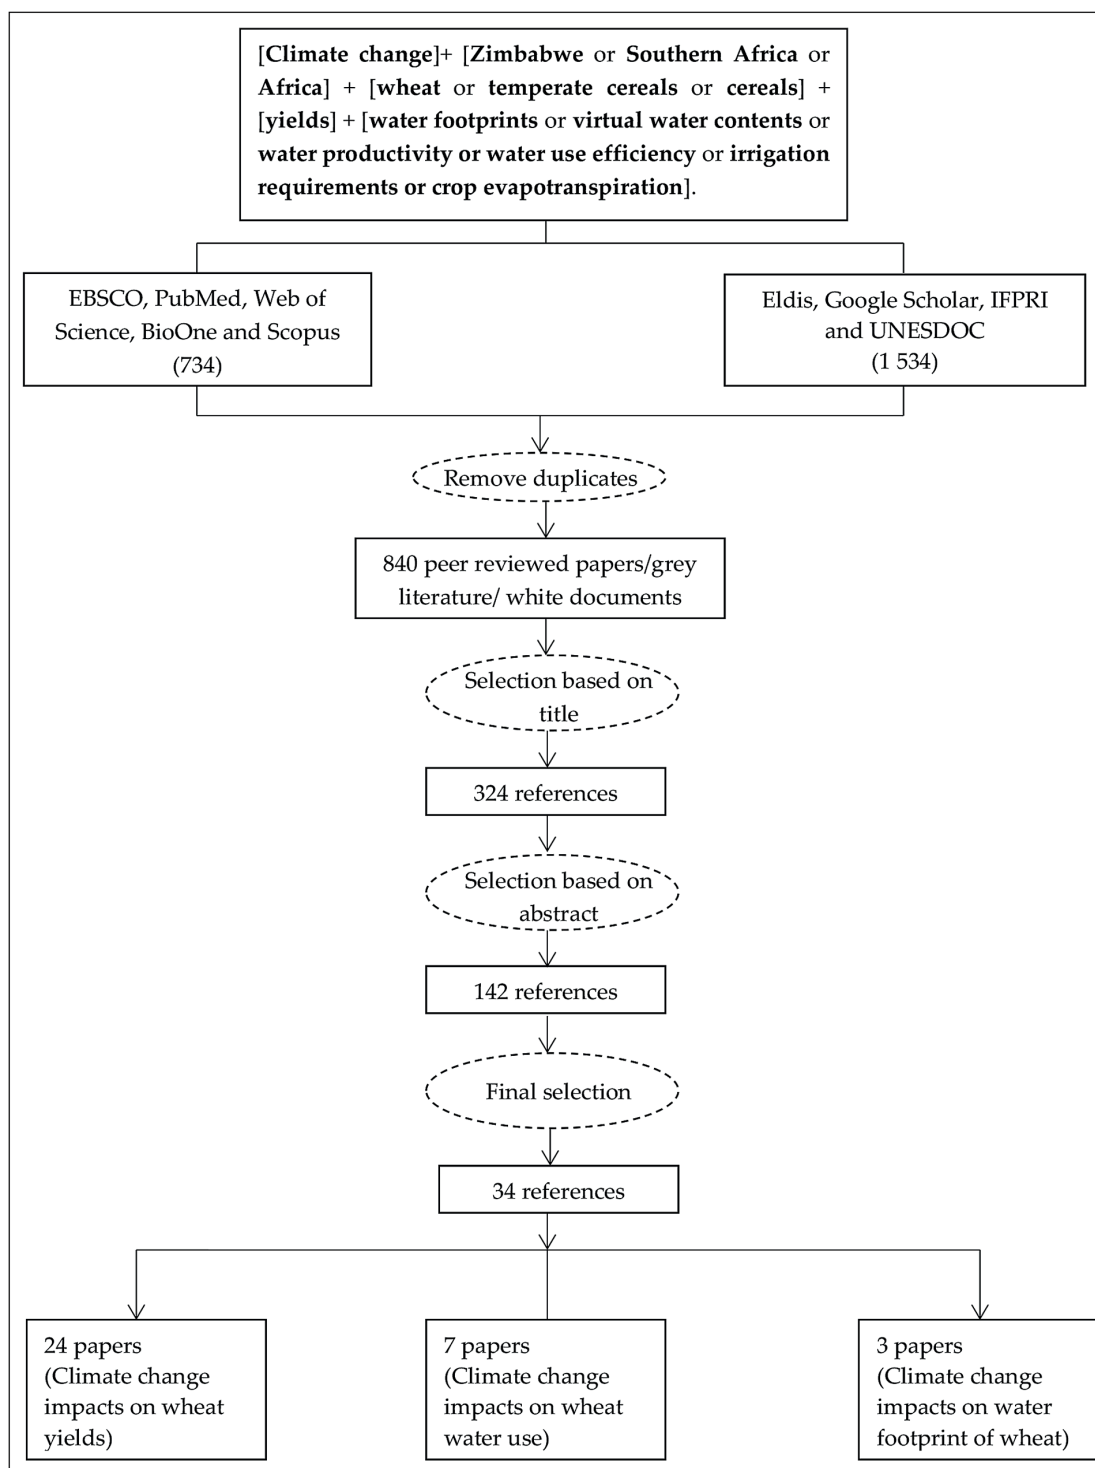 [Climate change]+ [Zimbabwe or Southern Africa or
Africa] + [wheat or temperate cereals or cereals] +
[yields] + [water footprints or virtual water contents or
water productivity or water use efficiency or irrigation
requirements or crop evapotranspiration].
EBSCO, PubMed, Web of
Science, BioOne and Scopus
(734)
Eldis, Google Scholar, IFPRI
and UNESDOC
(1 534)
Remove duplicates
840 peer reviewed papers/grey
literature/ white documents
Selection based on
title
324 references
Selection based on
abstract
142 references
Final selection
34 references
24 papers
(Climate change
impacts on wheat
yields)
7 papers
(Climate change
impacts on wheat
water use)
3 papers
(Climate change
impacts on water
footprint of wheat)